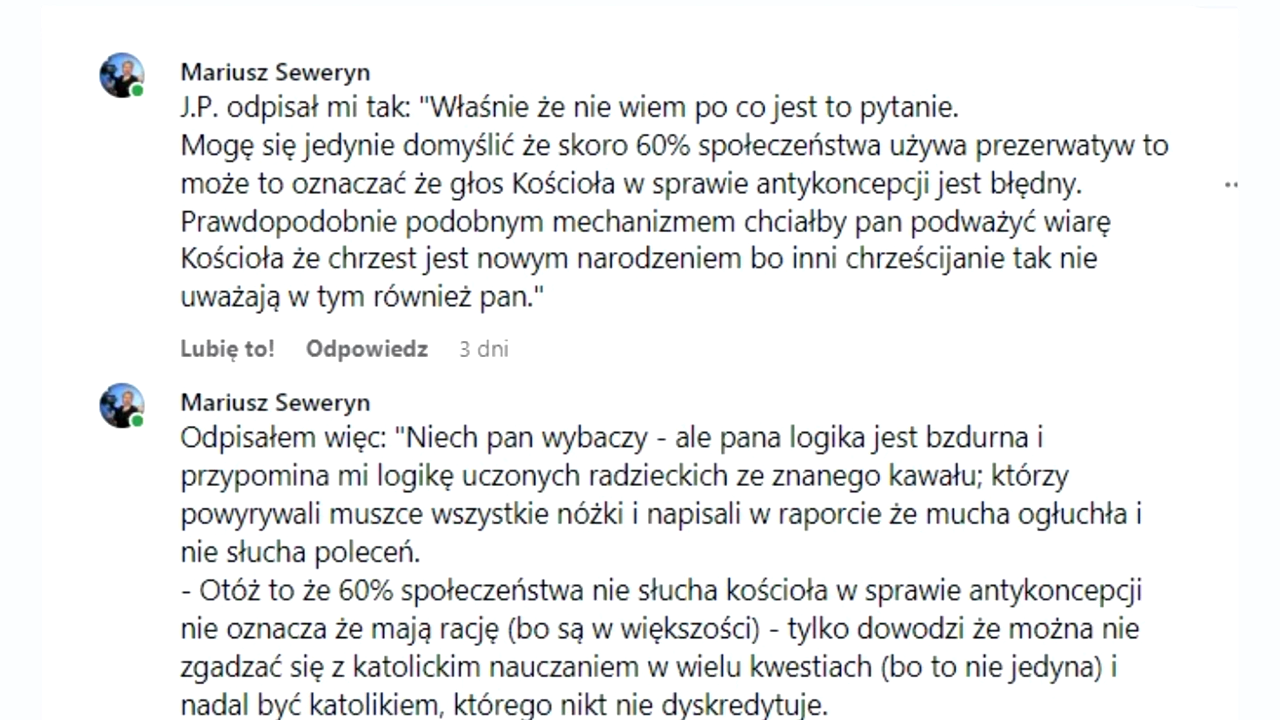 Mariusz Seweryn
J.P. odpisał mi tak: "Właśnie że nie wiem po co jest to pytanie.
Mogę się jedynie domyślić że skoro 60% społeczeństwa używa prezerwatyw to
może to oznaczać że głos Kościoła w sprawie antykoncepcji jest błędny.
Prawdopodobnie podobnym mechanizmem chciałby pan podważyć wiarę
Kościoła że chrzest jest nowym narodzeniem bo inni chrześcijanie tak nie
uważają w tym również pan."
Lubię to! Odpowiedz 3 dni
Mariusz Seweryn
Odpisałem więc: "Niech pan wybaczy - ale pana logika jest bzdurna i
przypomina mi logikę uczonych radzieckich ze znanego kawału; którzy
powyrywali muszce wszystkie nóżki i napisali w raporcie że mucha ogłuchła i
nie słucha poleceń.
- Otóż to że 60% społeczeństwa nie słucha kościoła w sprawie antykoncepcji
nie oznacza że mają rację (bo są w większości) - tylko dowodzi że można nie
zgadzać się z katolickim nauczaniem w wielu kwestiach (bo to nie jedyna) i
nadal być katolikiem, którego nikt nie dyskredytuje.